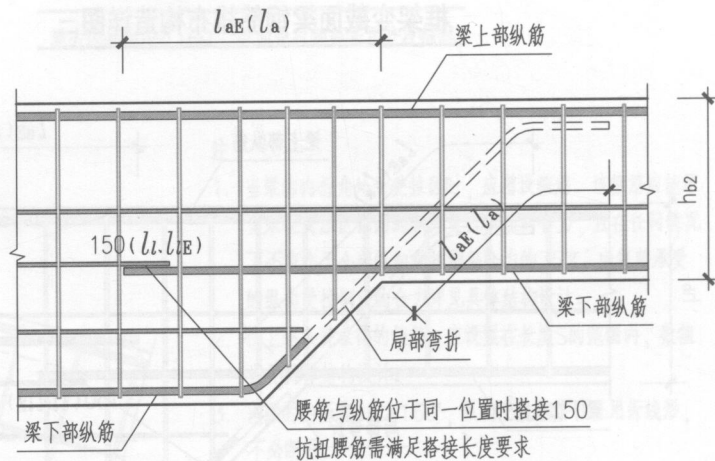 laE(la)
梁上部纵筋
hb2
150(ll.llE)
laE(la)
梁下部纵筋
局部弯折
梁下部纵筋
腰筋与纵筋位于同一位置时搭接150
抗扭腰筋需满足搭接长度要求